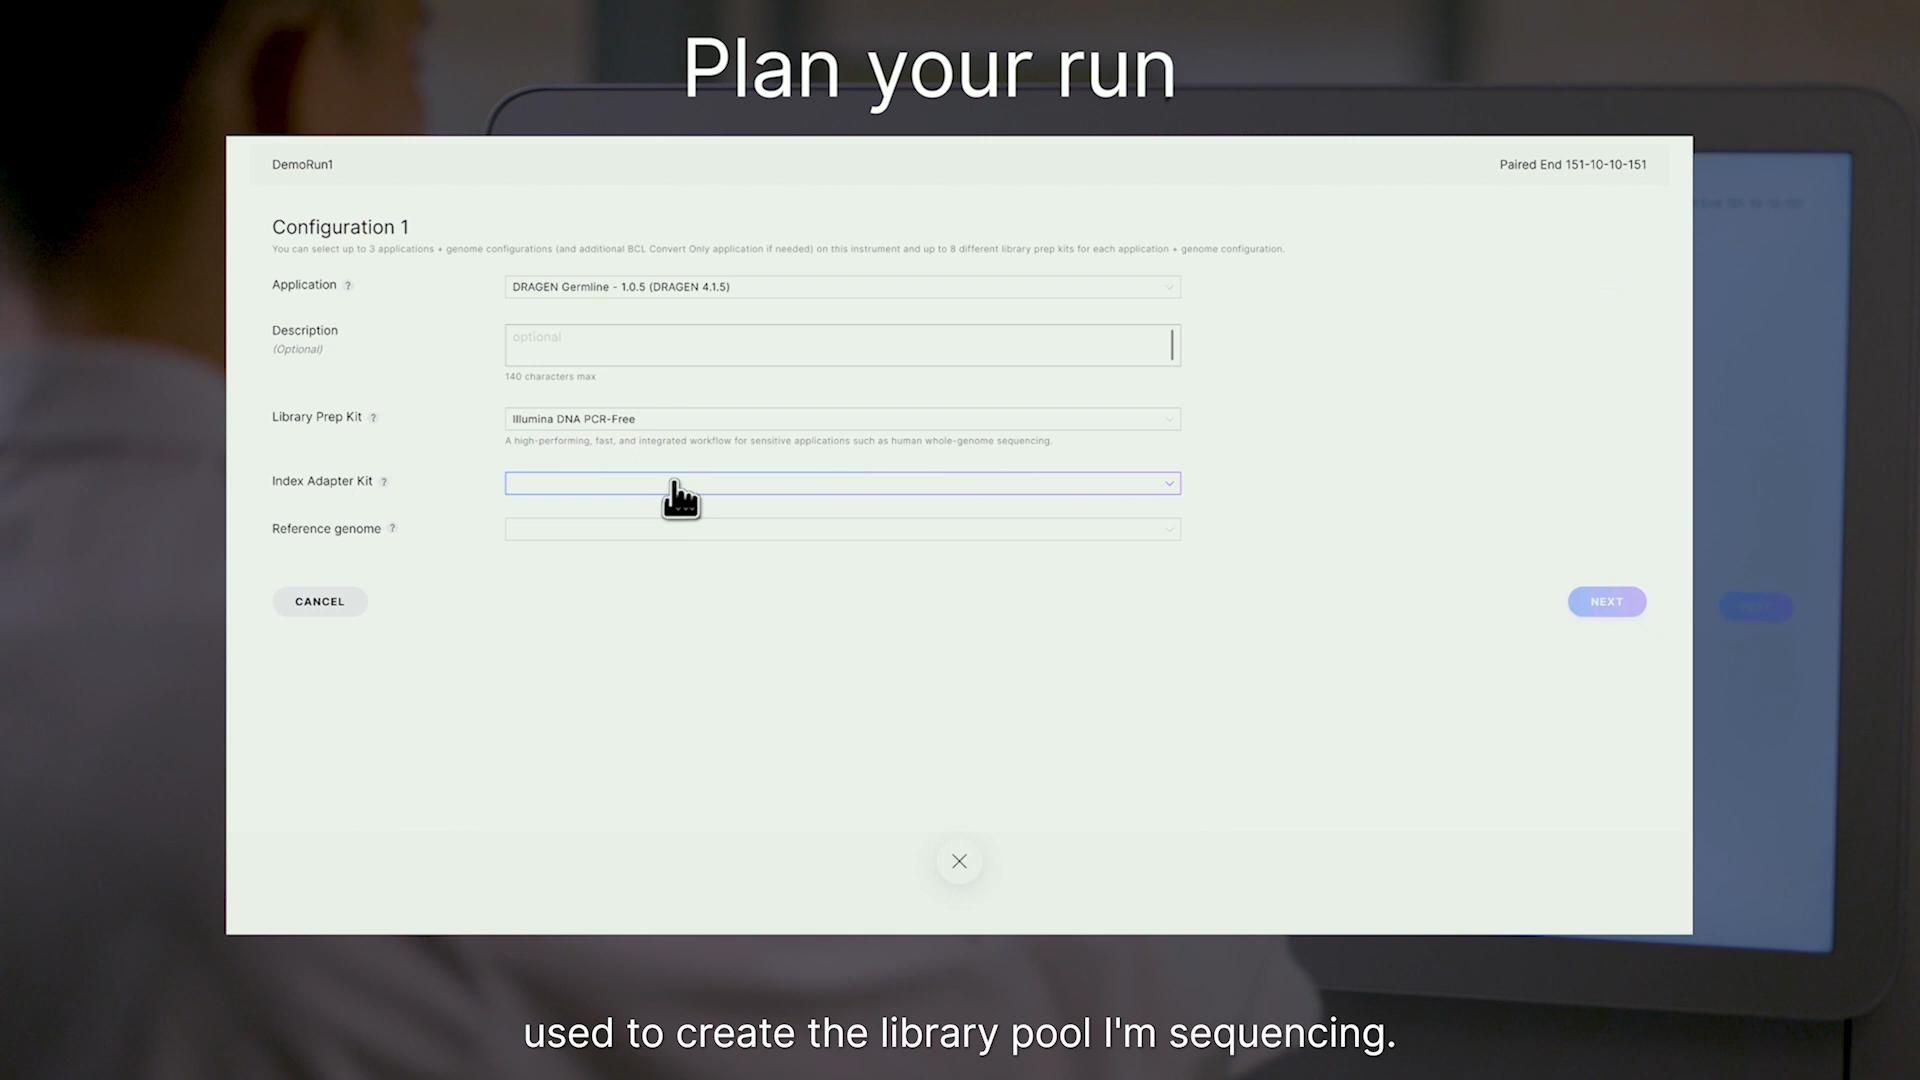 Plan your run
DemoRun1
Paired End 151-10-10-151
Configuration 1
You can select up to 3 applications + genome configurations (and additional BCL Convert Only application if needed) on this instrument and up to 8 different library prep kits for each application + genome configuration.
Application ?
DRAGEN Germline - 1.0.5 (DRAGEN 4.1.5)
Description
(Optional)
optional
140 characters max
Library Prep Kit ?
Illumina DNA PCR-Free
A high-performing, fast, and integrated workflow for sensitive applications such as human whole-genome sequencing.
Index Adapter Kit ?
Reference genome ?
CANCEL
NEXT
used to create the library pool I'm sequencing.